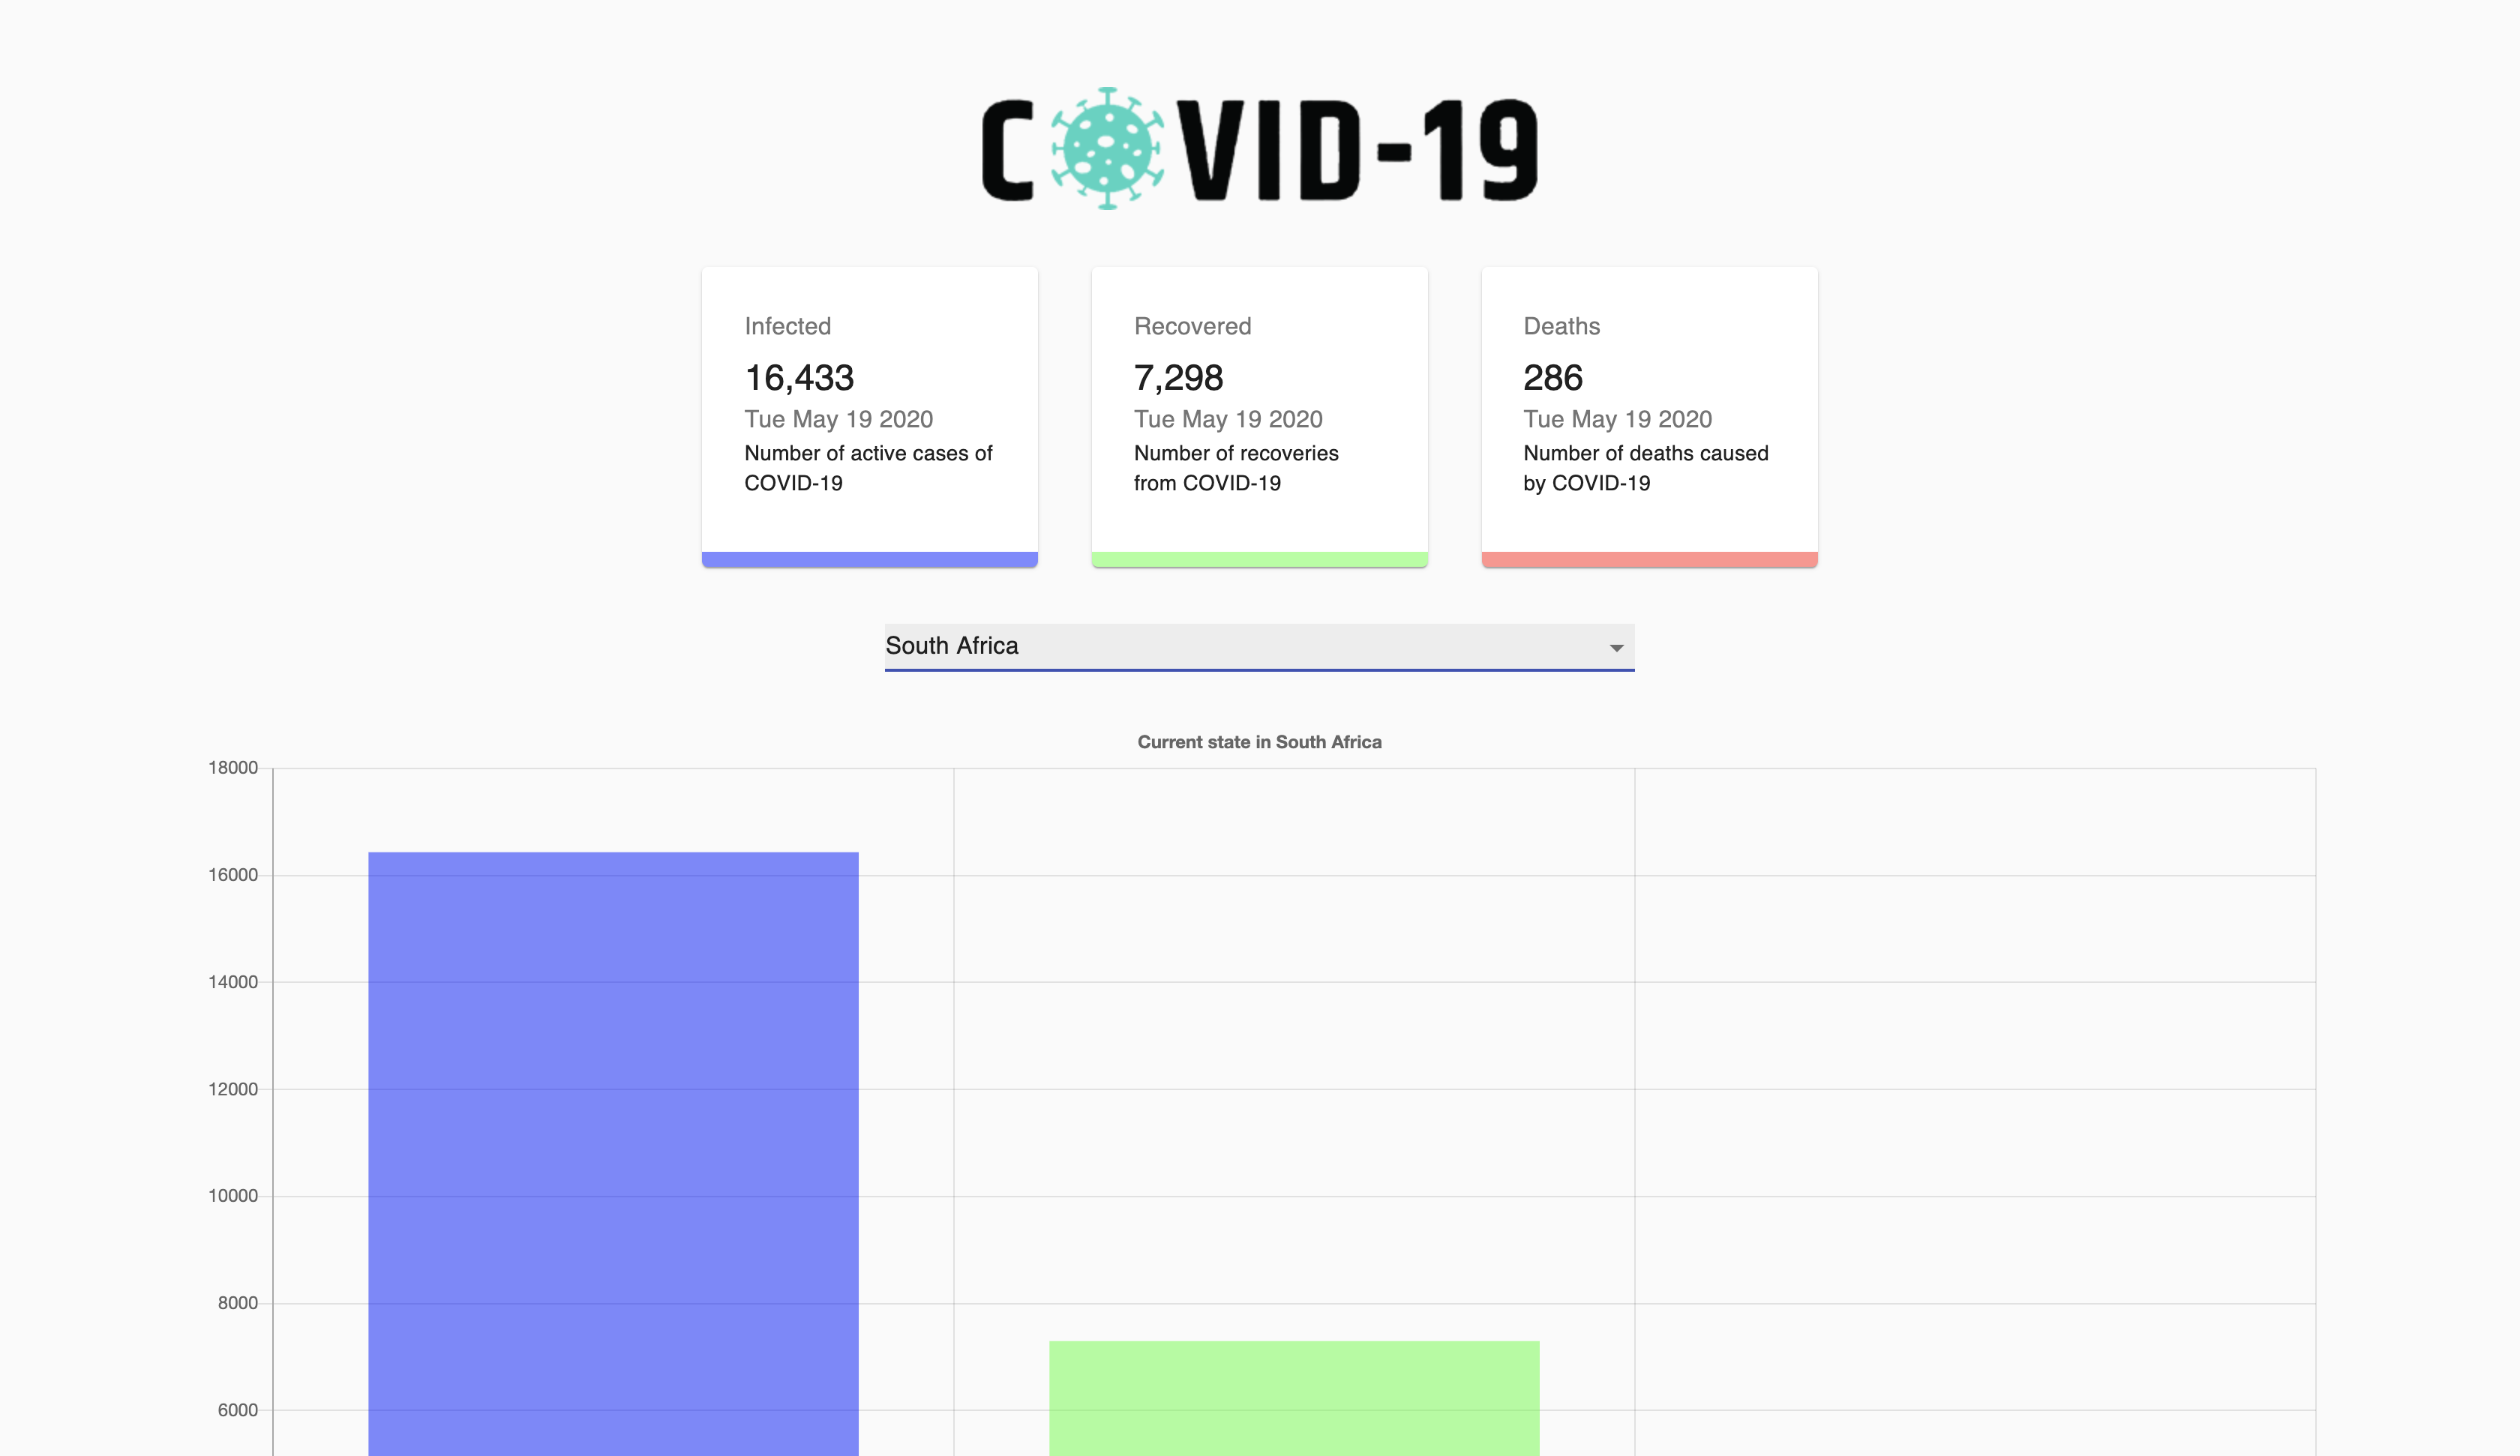 COVID-19
Infected
16,433
Tue May 19 2020
Number of active cases of
COVID-19
Recovered
7,298
Tue May 19 2020
Number of recoveries
from COVID-19
Deaths
286
Tue May 19 2020
Number of deaths caused
by COVID-19
South Africa
Current state in South Africa
18000
16000
14000
12000
10000
8000
6000